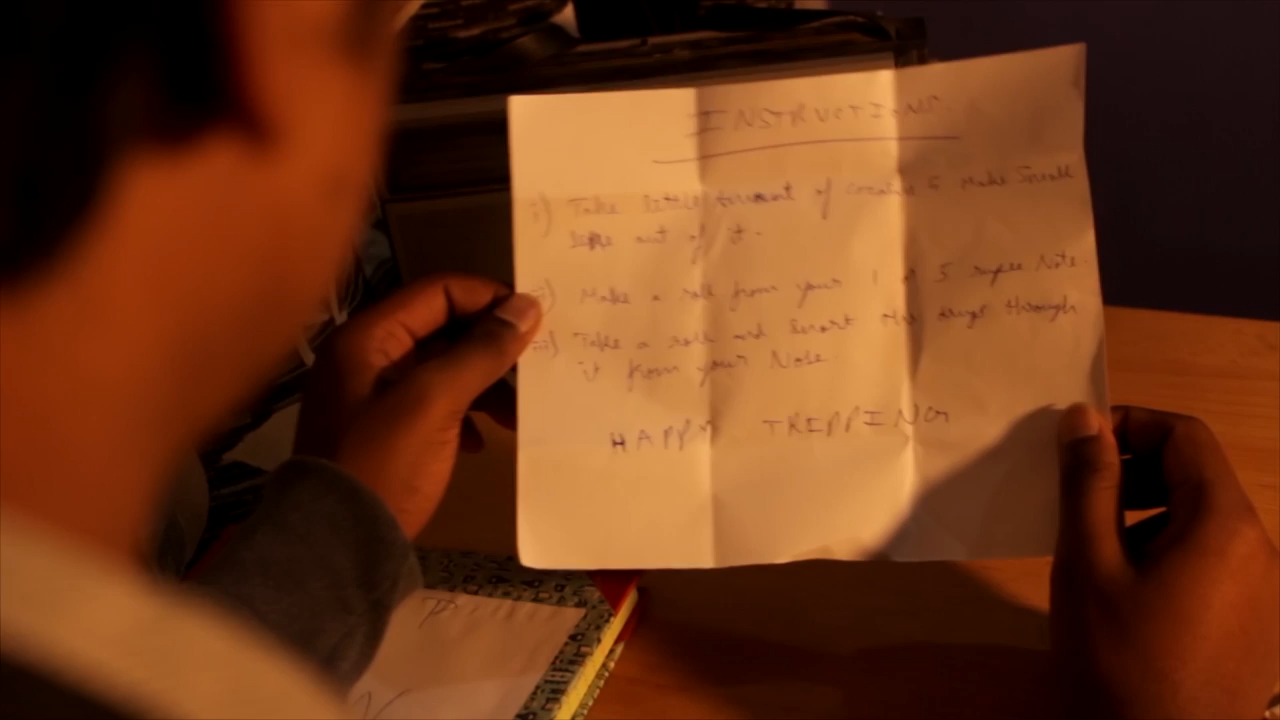 INSTRUCTIONS.
i) Take little amount of cocaine & Make Small
out of it.
ii) Make a roll from your 1 or 5 rupee Note.
iii) Take a roll and snort the drugs through
it from your Nose.
HAPPY TRIPPING